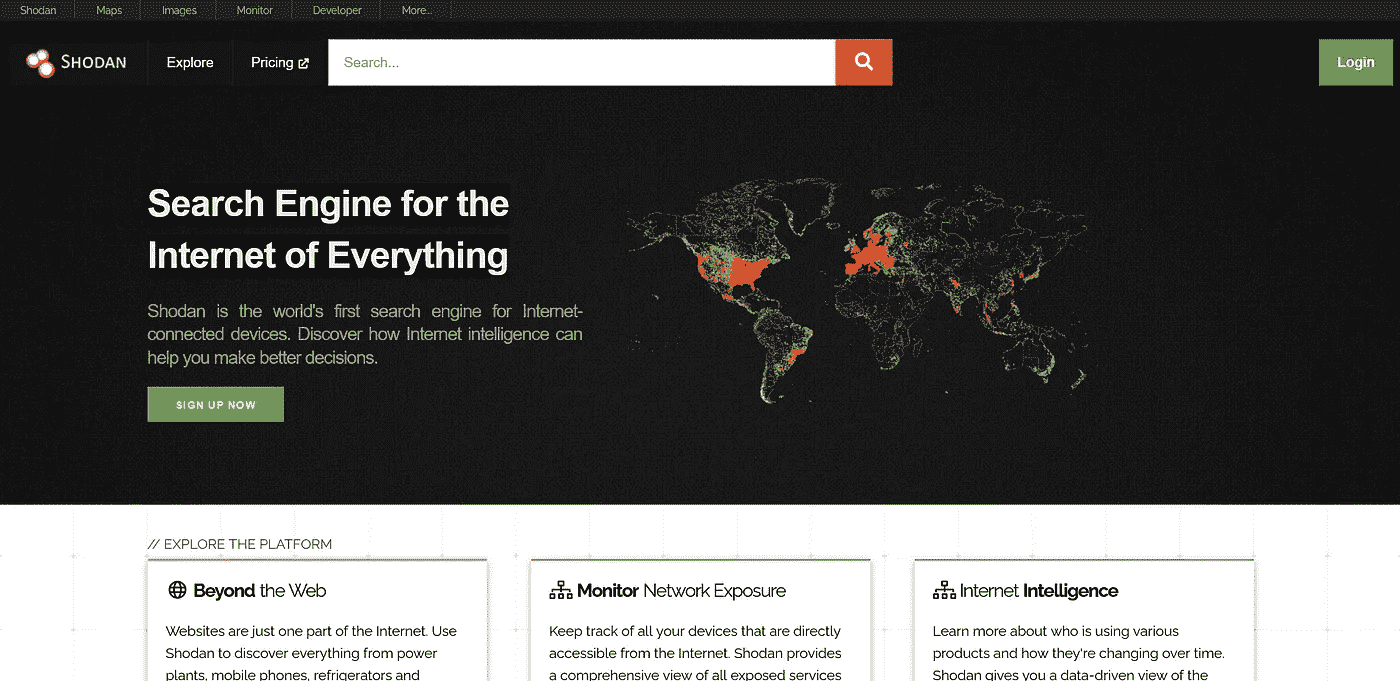 Shodan Maps Images Monitor Developer More...
SHODAN Explore Pricing Search... Login
Search Engine for the
Internet of Everything
Shodan is the world's first search engine for Internet-
connected devices. Discover how Internet intelligence can
help you make better decisions.
SIGN UP NOW
// EXPLORE THE PLATFORM
Beyond the Web
Websites are just one part of the Internet. Use
Shodan to discover everything from power
plants, mobile phones, refrigerators and
Monitor Network Exposure
Keep track of all your devices that are directly
accessible from the Internet. Shodan provides
a comprehensive view of all exposed services
Internet Intelligence
Learn more about who is using various
products and how they're changing over time.
Shodan gives you a data-driven view of the